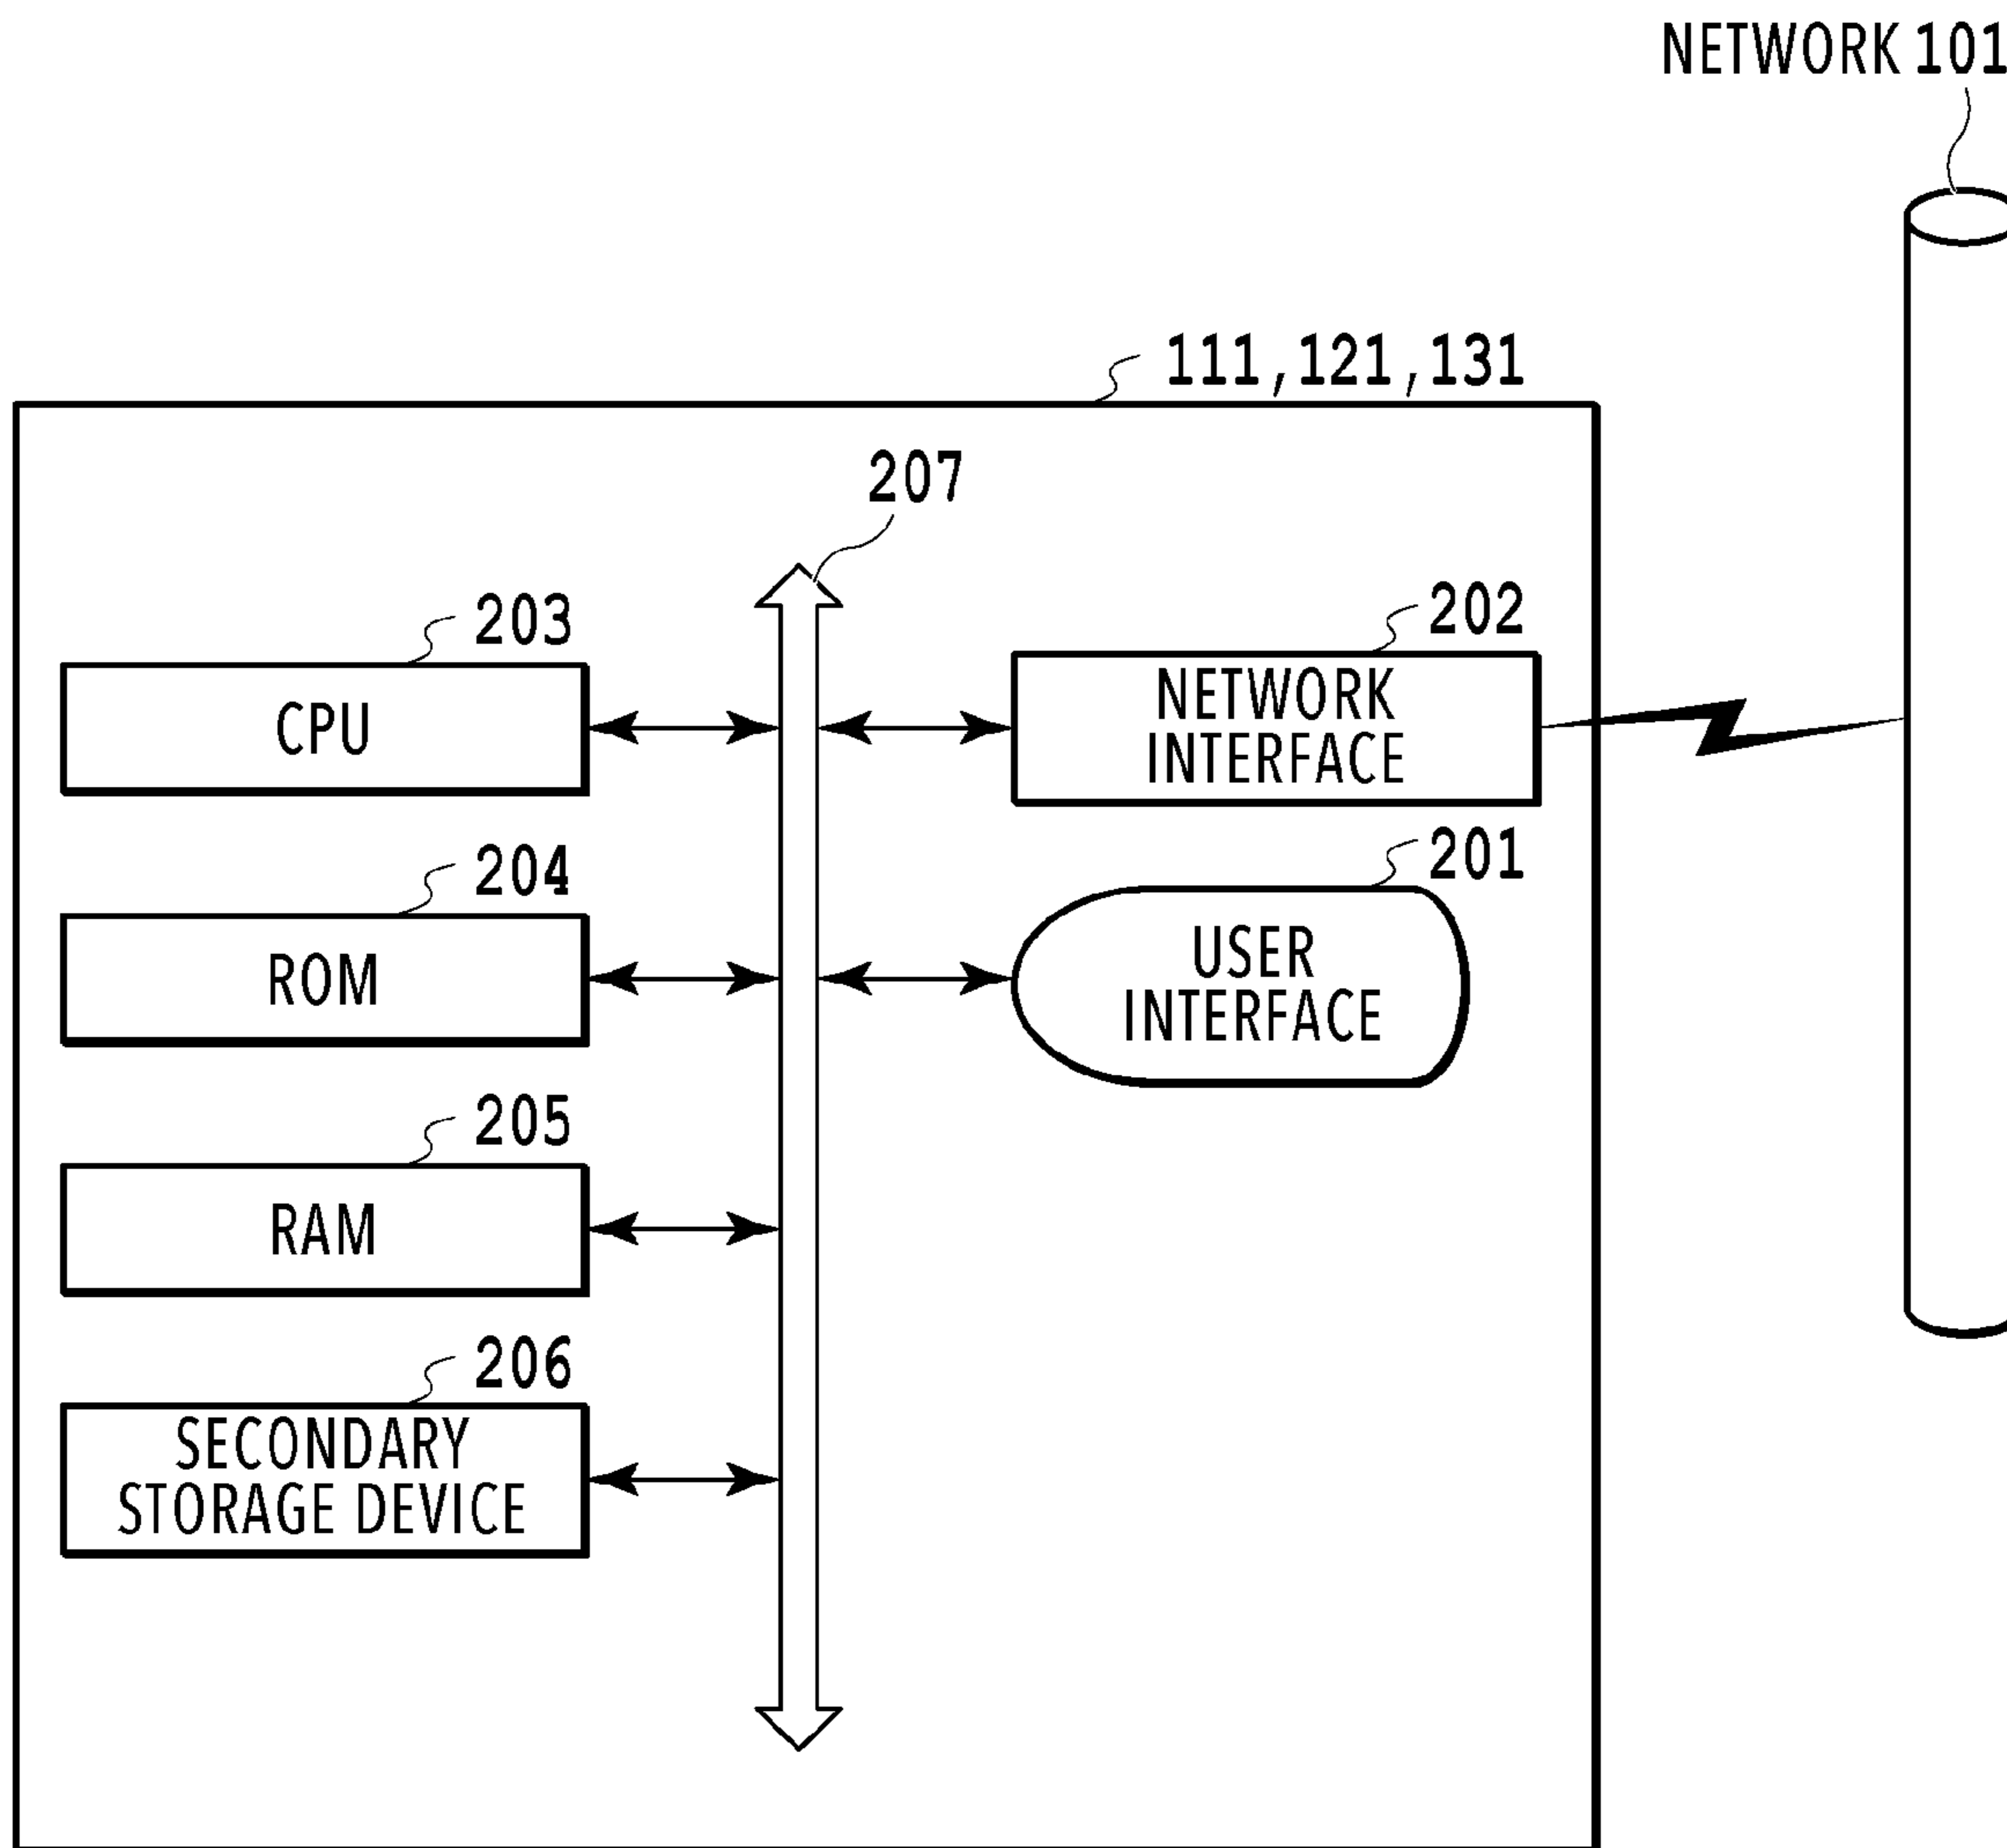 NETWORK 101
111,121,131
207
203
CPU
202
NETWORK
INTERFACE
204
ROM
201
USER
INTERFACE
205
RAM
206
SECONDARY
STORAGE DEVICE